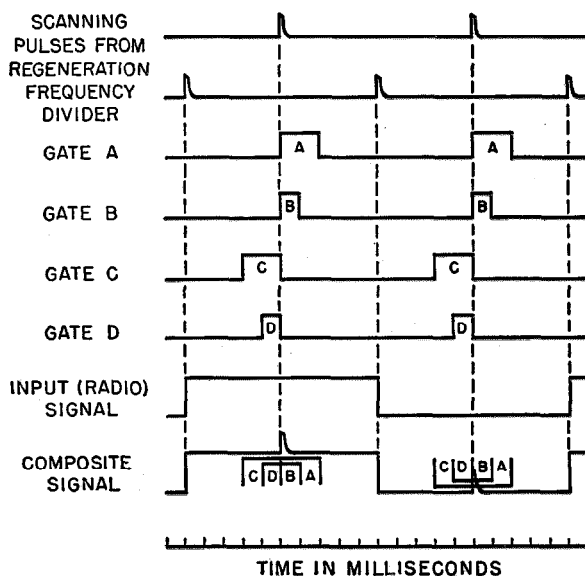 SCANNING
PULSES FROM
REGENERATION
FREQUENCY
DIVIDER
GATE A
A
A
GATE B
B
B
GATE C
C
C
GATE D
D
D
INPUT (RADIO)
SIGNAL
COMPOSITE
SIGNAL
C D B A
C D B A
TIME IN MILLISECONDS